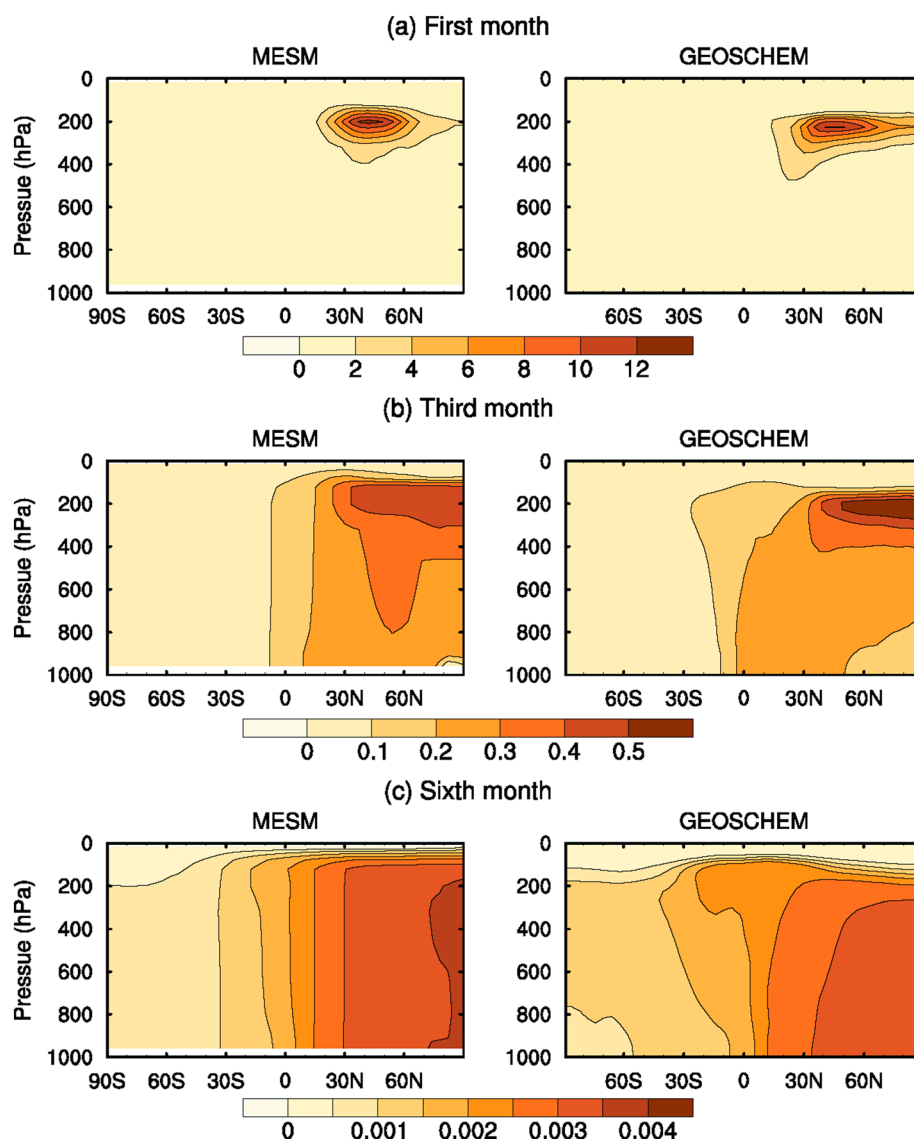 (a) First month
MESM GEOSCHEM
0 0
200 200
400 400
600 600
800 800
1000 1000
Pressue (hPa)
90S 60S 30S 0 30N 60N 60S 30S 0 30N 60N
0 2 4 6 8 10 12
(b) Third month
MESM GEOSCHEM
0 0
200 200
400 400
600 600
800 800
1000 1000
Pressue (hPa)
90S 60S 30S 0 30N 60N 60S 30S 0 30N 60N
0 0.1 0.2 0.3 0.4 0.5
(c) Sixth month
MESM GEOSCHEM
0 0
200 200
400 400
600 600
800 800
1000 1000
Pressue (hPa)
90S 60S 30S 0 30N 60N 60S 30S 0 30N 60N
0 0.001 0.002 0.003 0.004